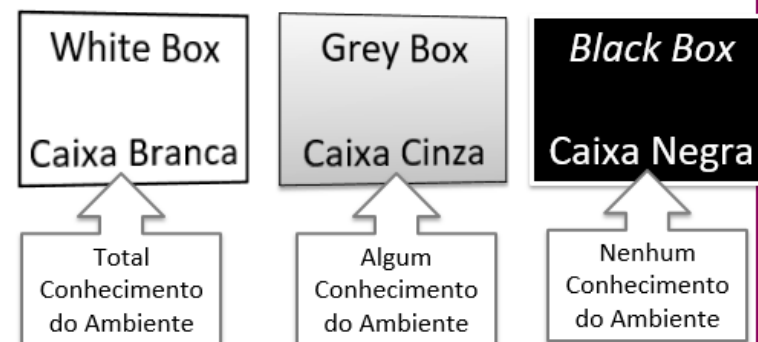 White Box
Caixa Branca
Grey Box
Caixa Cinza
Black Box
Caixa Negra
Total
Conhecimento
do Ambiente
Algum
Conhecimento
do Ambiente
Nenhum
Conhecimento
do Ambiente